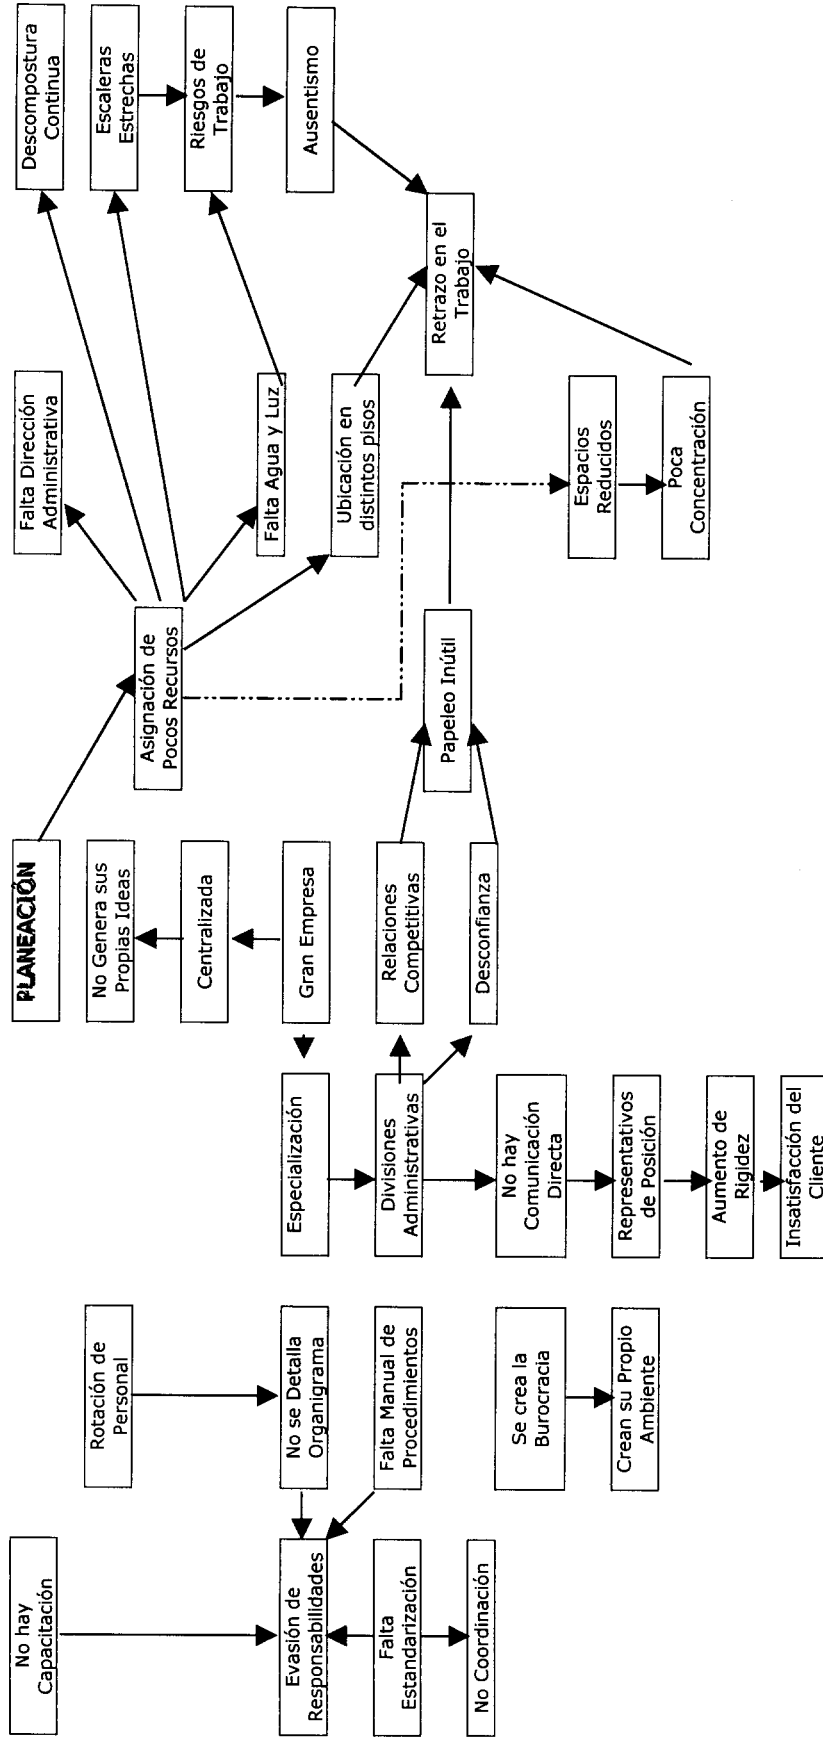 No hay
Capacitación
Rotación de
Personal
PLANEACIÓN
No Genera sus
Propias Ideas
Falta Dirección
Administrativa
Descompostura
Continua
Escaleras
Estrechas
Asignación de
Pocos Recursos
Centralizada
Riesgos de
Trabajo
Evasión de
Responsabilidades
No se Detalla
Organigrama
Especialización
Gran Empresa
Falta Agua y Luz
Ausentismo
Ubicación en
distintos pisos
Falta
Estandarización
Falta Manual de
Procedimientos
Divisiones
Administrativas
Relaciones
Competitivas
Papeleo Inútil
Retrazo en el
Trabajo
No Coordinación
Se crea la
Burocracia
No hay
Comunicación
Directa
Desconfianza
Espacios
Reducidos
Crean su Propio
Ambiente
Representativos
de Posición
Poca
Concentración
Aumento de
Rigidez
Insatisfacción del
Cliente